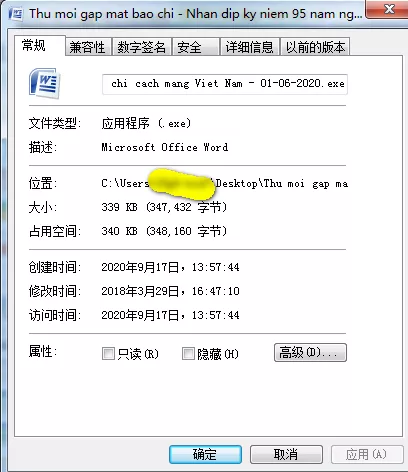 Thu moi gap mat bao chi - Nhan dip ky niem 95 nam ng...
常规 兼容性 数字签名 安全 详细信息 以前的版本
chi cach mang Viet Nam - 01-06-2020.exe
文件类型: 应用程序 (.exe)
描述: Microsoft Office Word
位置: C:\Users \Desktop\Thu moi gap ma
大小: 339 KB (347,432 字节)
占用空间: 340 KB (348,160 字节)
创建时间: 2020年9月17日, 13:57:44
修改时间: 2018年3月29日, 16:47:10
访问时间: 2020年9月17日, 13:57:44
属性: 只读(R) 隐藏(H) 高级(D)...
确定 取消 应用(A)